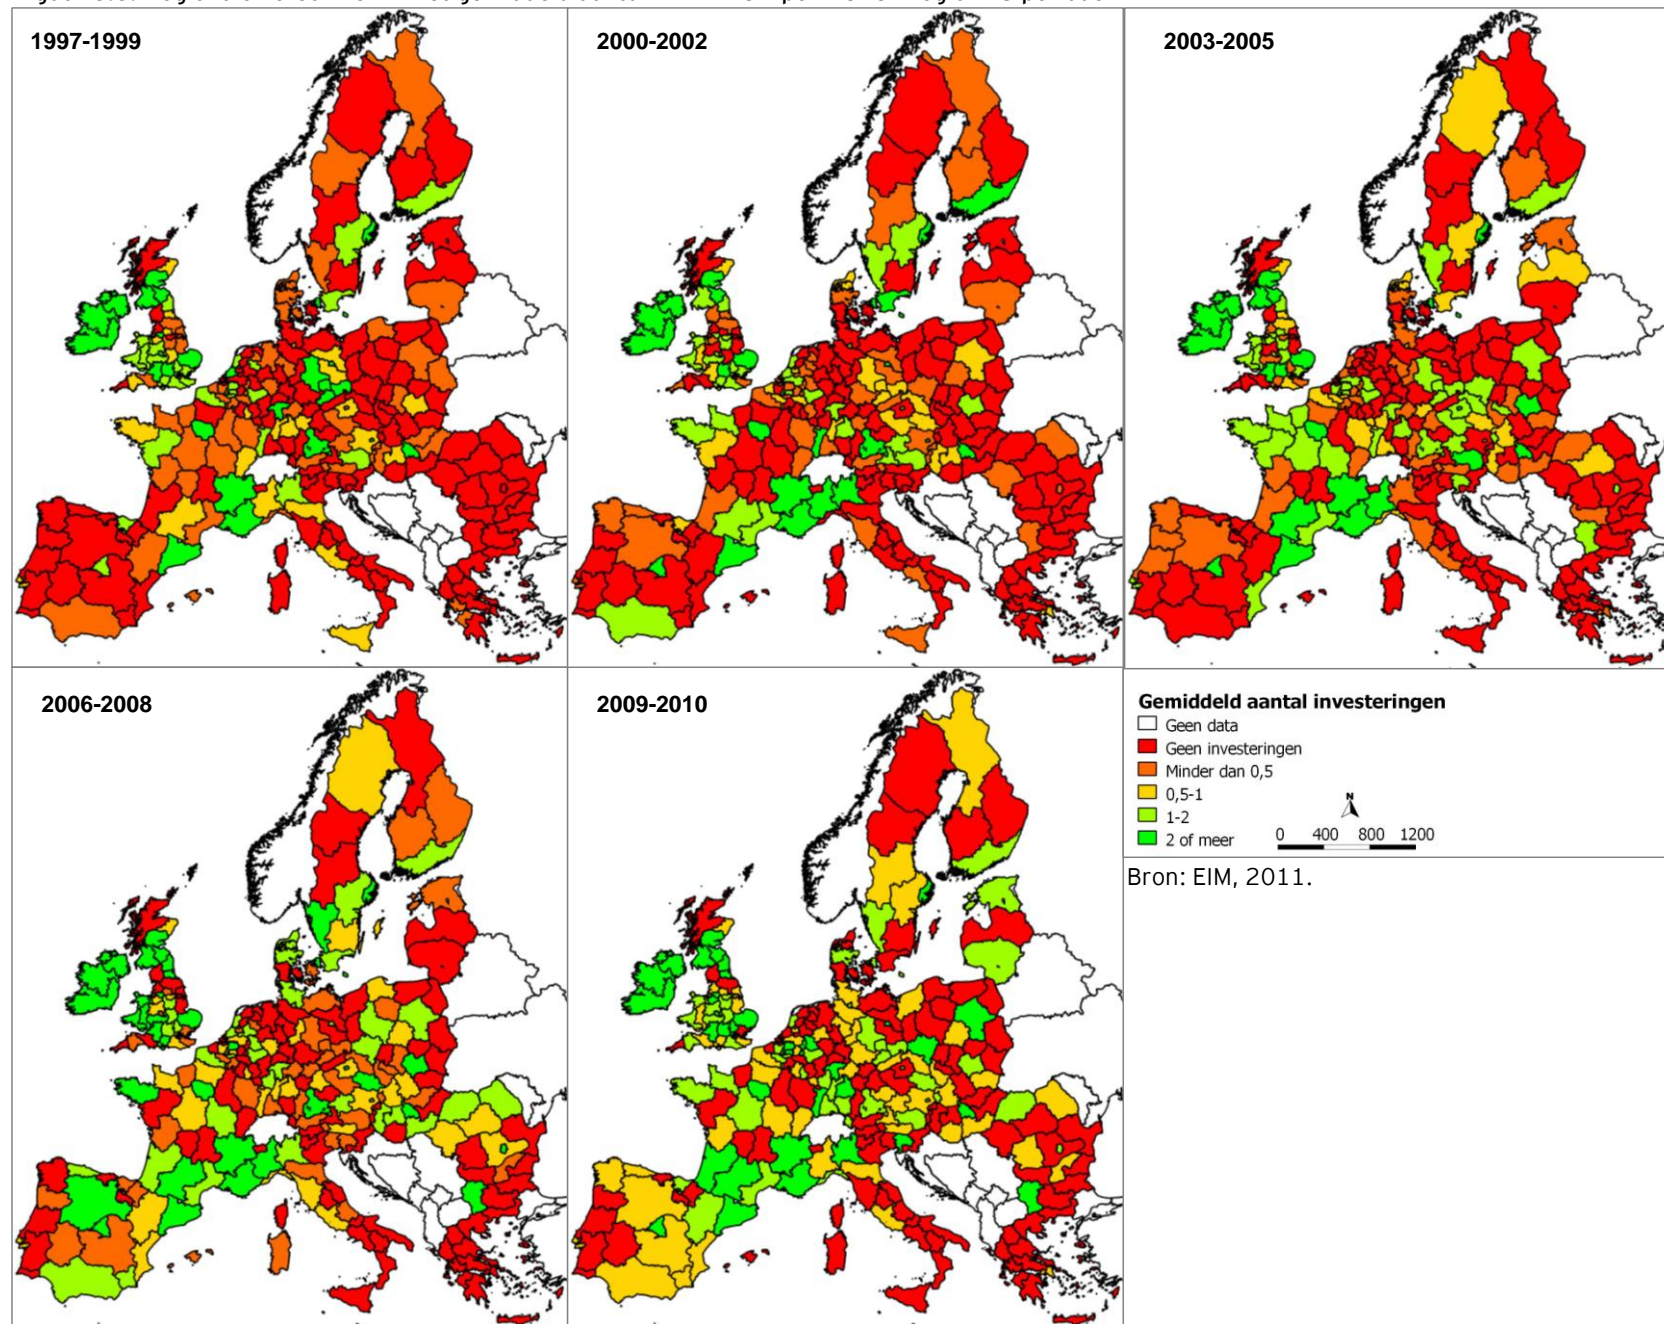 1997-1999
2000-2002
2003-2005
2006-2008
2009-2010
Gemiddeld aantal investeringen
Geen data
Geen investeringen
Minder dan 0,5
0,5-1
1-2
2 of meer
N
0 400 800 1200
Bron: EIM, 2011.